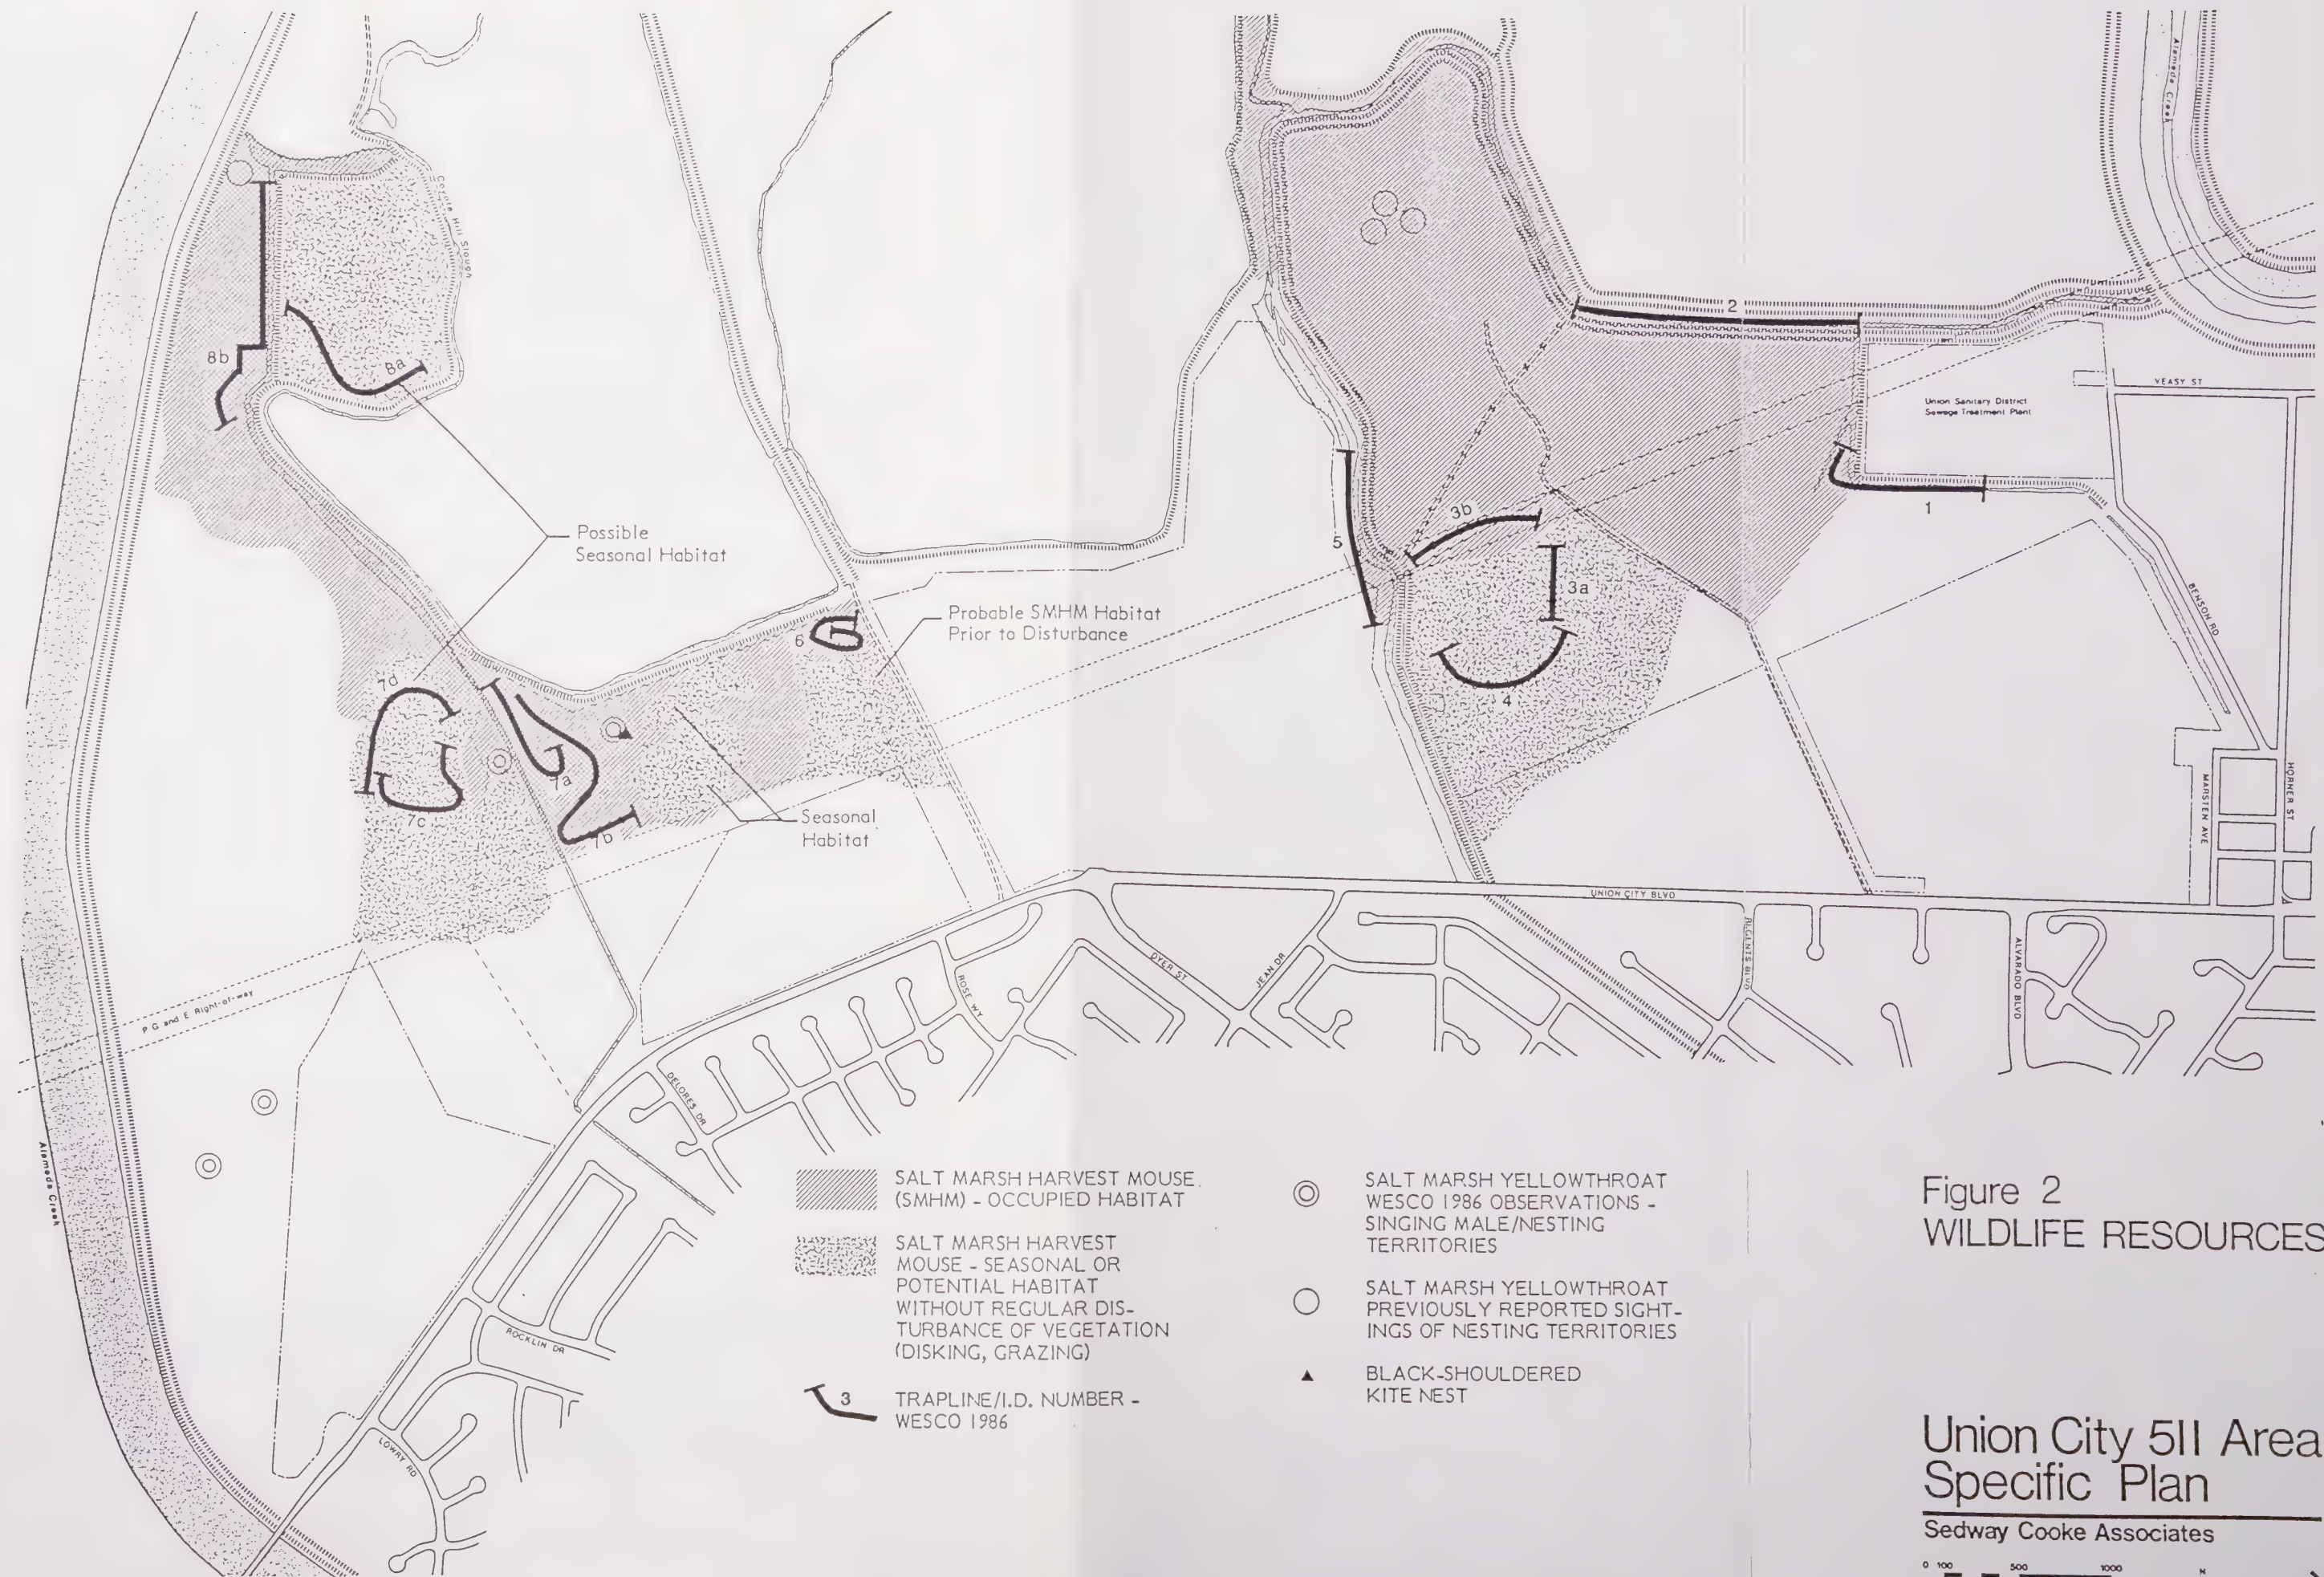 Alameda Creek
Coyote Hill Slough
2
VEASY ST
Union Sanitary District
Sewage Treatment Plant
8b
8a
1
3b
5
Possible
Seasonal Habitat
3a
BENSON RD
Probable SMHM Habitat
Prior to Disturbance
6
7d
4
7a
7c
7b
Seasonal
Habitat
MARSTEN AVE
HORNER ST
UNION CITY BLVD
REGENTS BLVD
ALVARADO BLVD
DYER ST
JEAN DR
ROSE WY
P G and E Right-of-way
DELORES DR
Alameda Creek
ROCKLIN DR
LOWRY RD
SALT MARSH HARVEST MOUSE
(SMHM) - OCCUPIED HABITAT
SALT MARSH HARVEST
MOUSE - SEASONAL OR
POTENTIAL HABITAT
WITHOUT REGULAR DIS-
TURBANCE OF VEGETATION
(DISKING, GRAZING)
3
TRAPLINE/I.D. NUMBER -
WESCO 1986
SALT MARSH YELLOWTHROAT
WESCO 1986 OBSERVATIONS -
SINGING MALE/NESTING
TERRITORIES
SALT MARSH YELLOWTHROAT
PREVIOUSLY REPORTED SIGHT-
INGS OF NESTING TERRITORIES
BLACK-SHOULDERED
KITE NEST
Figure 2
WILDLIFE RESOURCES
Union City 511 Area
Specific Plan
Sedway Cooke Associates
0 100 500 1000 N